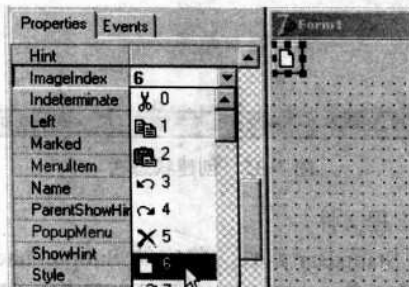 Properties Events
Form1
Hint
ImageIndex 6
Indeterminate 0
Left 1
Marked
MenuItem 2
Name 3
ParentShowHin 4
PopupMenu 5
ShowHint
Style 6